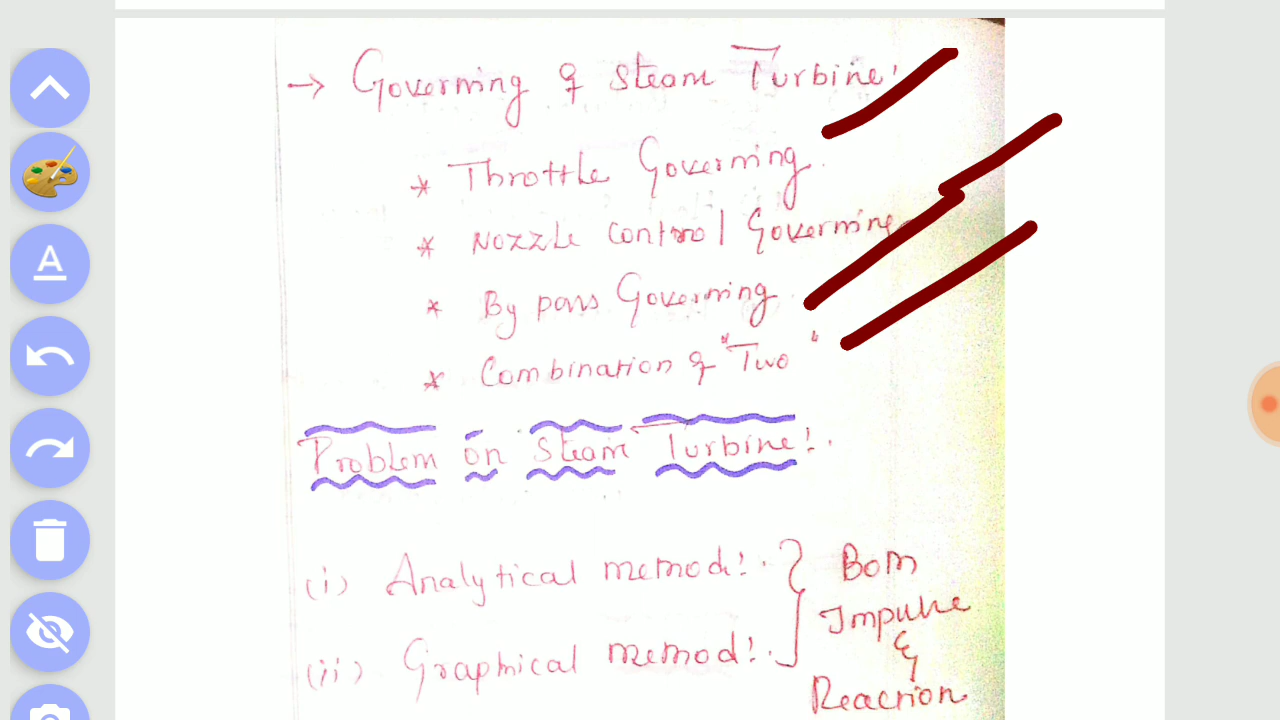 → Governing of Steam Turbine:
* Throttle Governing.
* Nozzle Control Governing
* By pass Governing.
* Combination of "Two"
Problem on Steam Turbine:
(i) Analytical method:
(ii) Graphical method:
Both
Impulse
&
Reaction
A